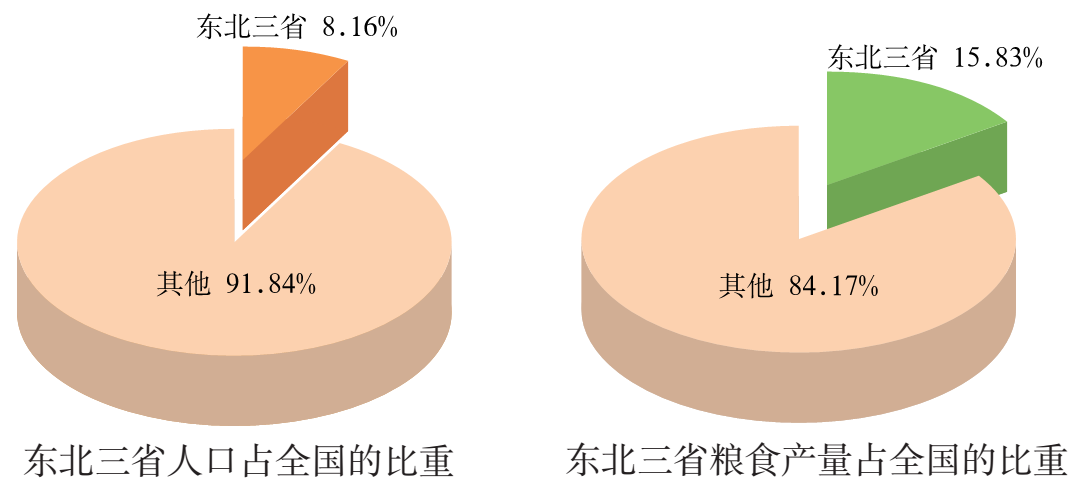 东北三省 8.16%
其他 91.84%
东北三省人口占全国的比重
东北三省 15.83%
其他 84.17%
东北三省粮食产量占全国的比重